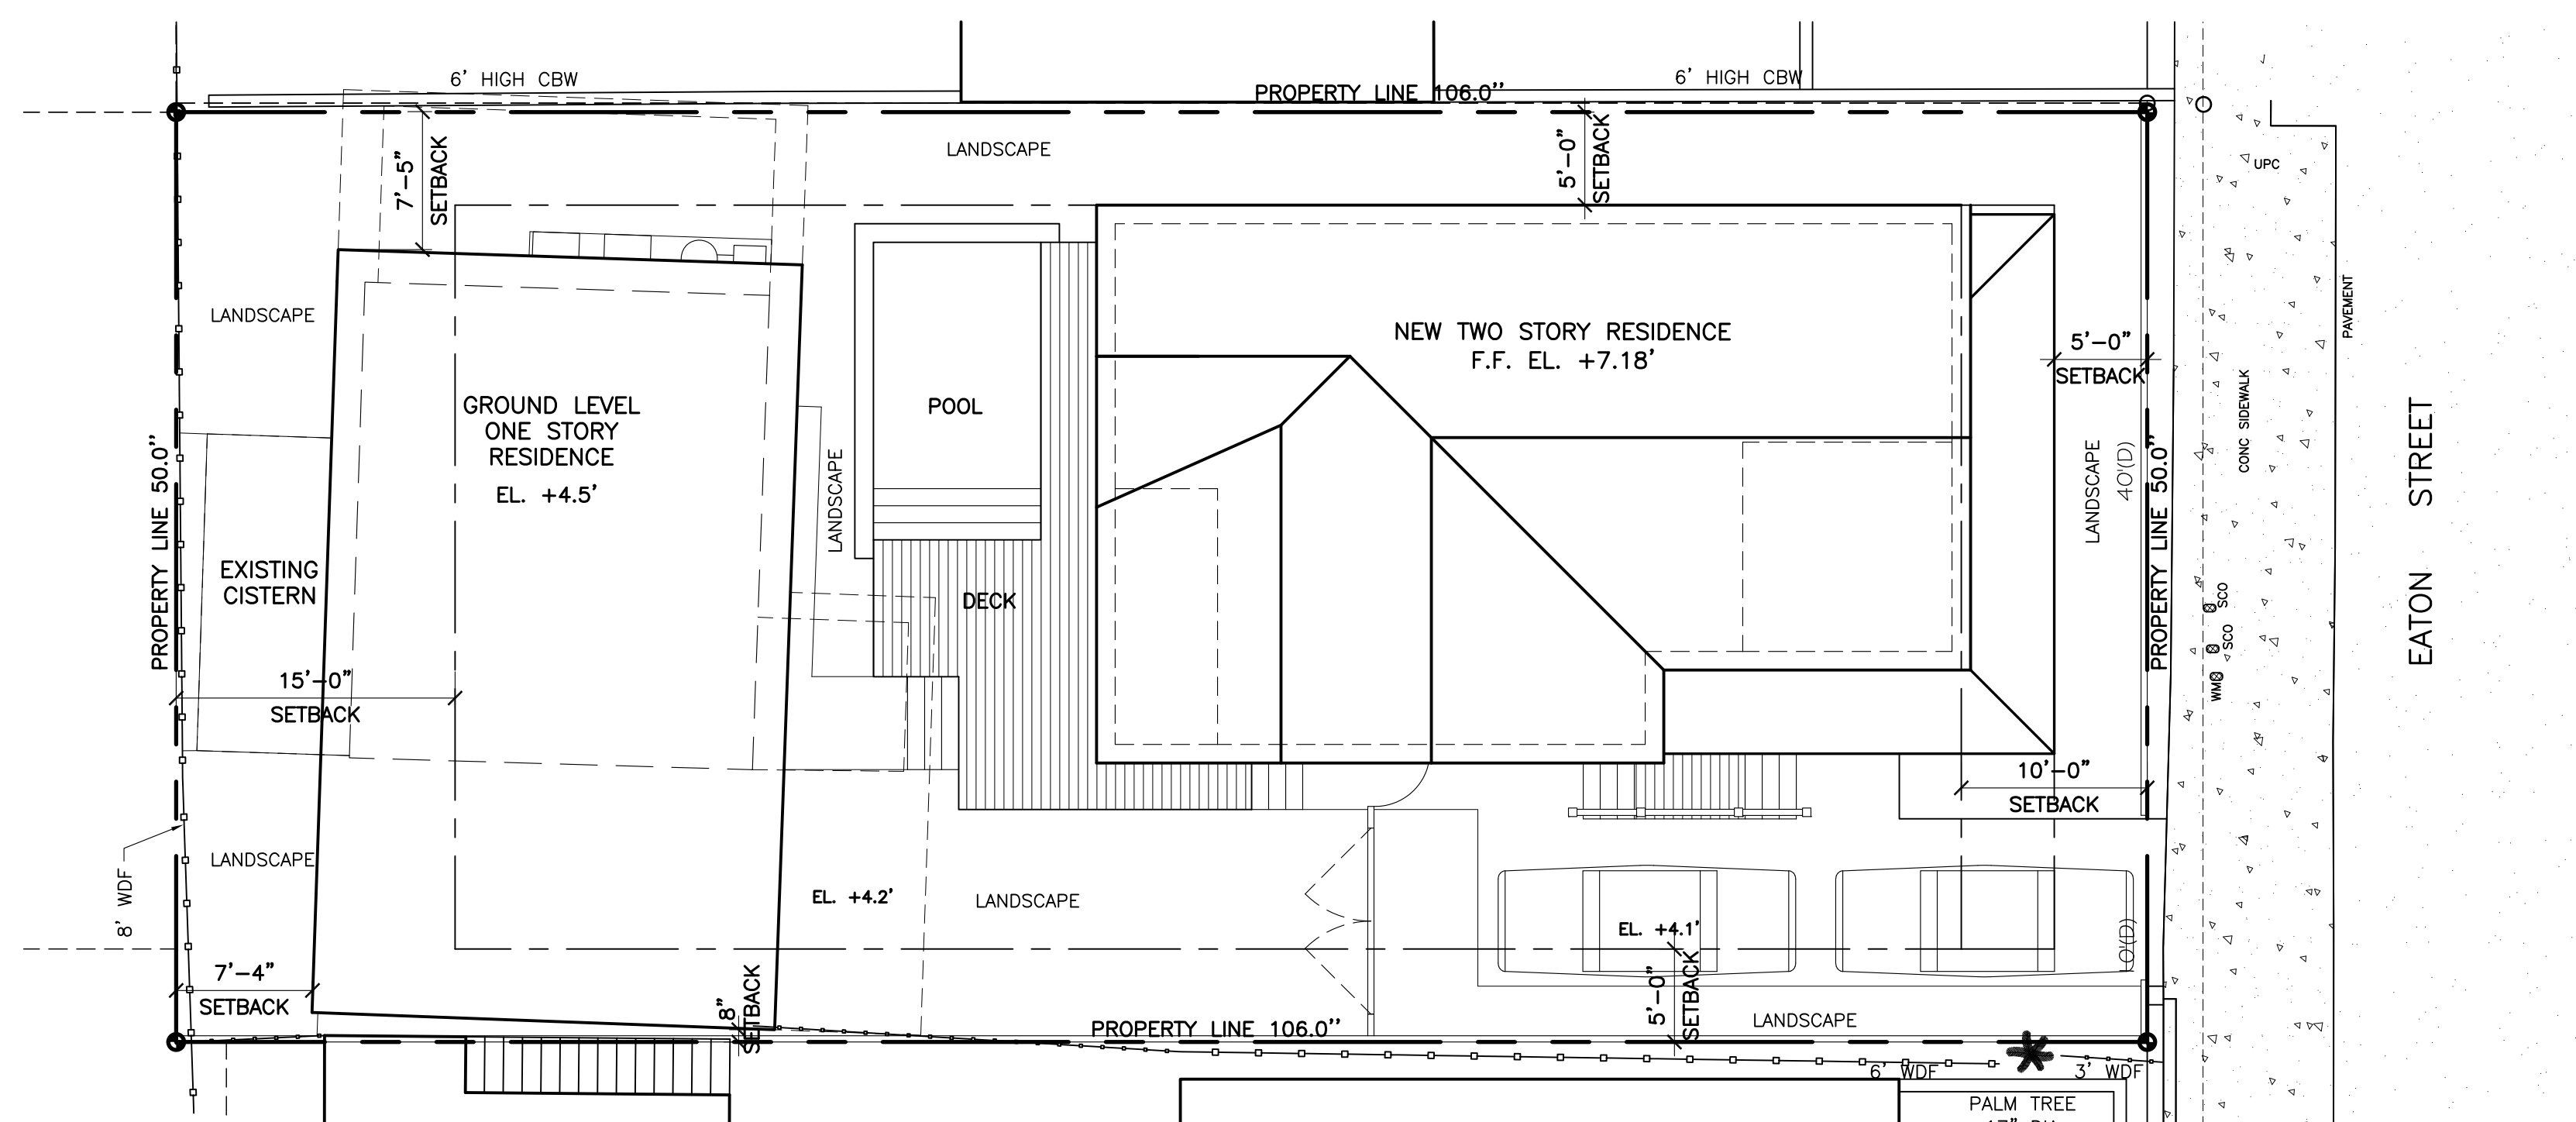 6' HIGH CBW
6' HIGH CBW
PROPERTY LINE 106.0''
LANDSCAPE
7'-5"
SETBACK
5'-0"
SETBACK
UPC
LANDSCAPE
PAVEMENT
NEW TWO STORY RESIDENCE
F.F. EL. +7.18'
5'-0"
SETBACK
GROUND LEVEL
ONE STORY
RESIDENCE
EL. +4.5'
POOL
LANDSCAPE
LANDSCAPE
40'(D)
PROPERTY LINE 50.0''
CONC SIDEWALK
EATON STREET
PROPERTY LINE 50.0''
EXISTING
CISTERN
DECK
SCO
SCO
WM
15'-0"
SETBACK
10'-0"
SETBACK
8' WDF
LANDSCAPE
EL. +4.2'
LANDSCAPE
EL. +4.1'
10'(D)
7'-4"
SETBACK
8"
SETBACK
5'-0"
SETBACK
PROPERTY LINE 106.0''
LANDSCAPE
6' WDF
3' WDF
PALM TREE